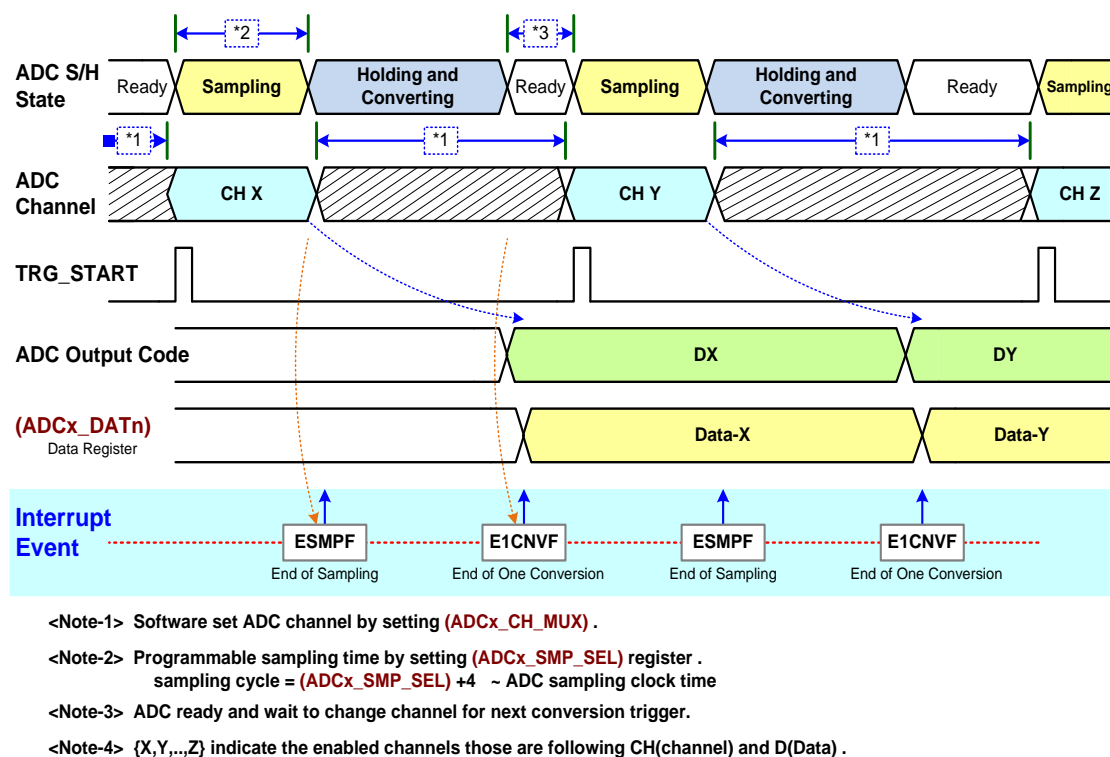 *2
*3
ADC S/H
State
Ready
Sampling
Holding and
Converting
Ready
Sampling
Holding and
Converting
Ready
Sampling
*1
*1
*1
ADC
Channel
CH X
CH Y
CH Z
TRG_START
ADC Output Code
DX
DY
(ADCx_DATn)
Data Register
Data-X
Data-Y
Interrupt
Event
ESMPF
E1CNVF
ESMPF
E1CNVF
End of Sampling
End of One Conversion
End of Sampling
End of One Conversion
<Note-1> Software set ADC channel by setting (ADCx_CH_MUX) .
<Note-2> Programmable sampling time by setting (ADCx_SMP_SEL) register .
sampling cycle = (ADCx_SMP_SEL) +4 ~ ADC sampling clock time
<Note-3> ADC ready and wait to change channel for next conversion trigger.
<Note-4> {X,Y,..,Z} indicate the enabled channels those are following CH(channel) and D(Data) .